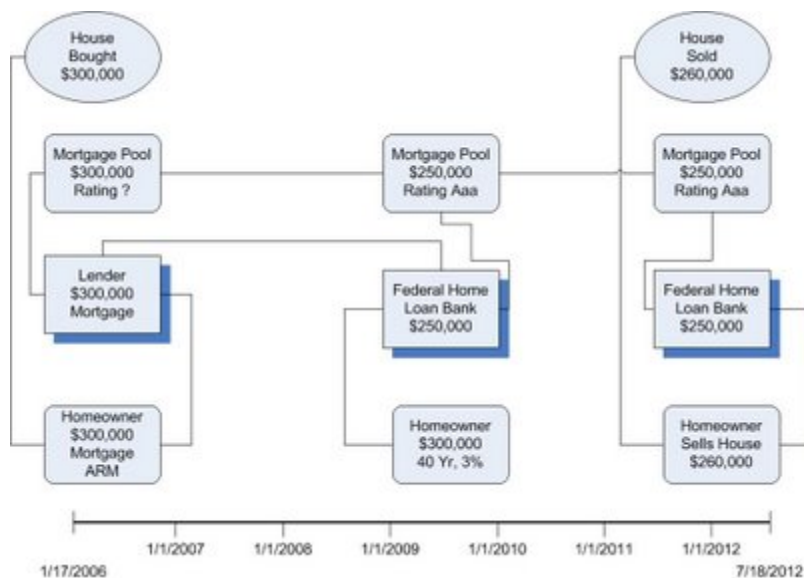 House
Bought
$300,000
House
Sold
$260,000
Mortgage Pool
$300,000
Rating ?
Mortgage Pool
$250,000
Rating Aaa
Mortgage Pool
$250,000
Rating Aaa
Lender
$300,000
Mortgage
Federal Home
Loan Bank
$250,000
Federal Home
Loan Bank
$250,000
Homeowner
$300,000
Mortgage
ARM
Homeowner
$300,000
40 Yr, 3%
Homeowner
Sells House
$260,000
1/1/2007
1/1/2008
1/1/2009
1/1/2010
1/1/2011
1/1/2012
1/17/2006
7/18/2012